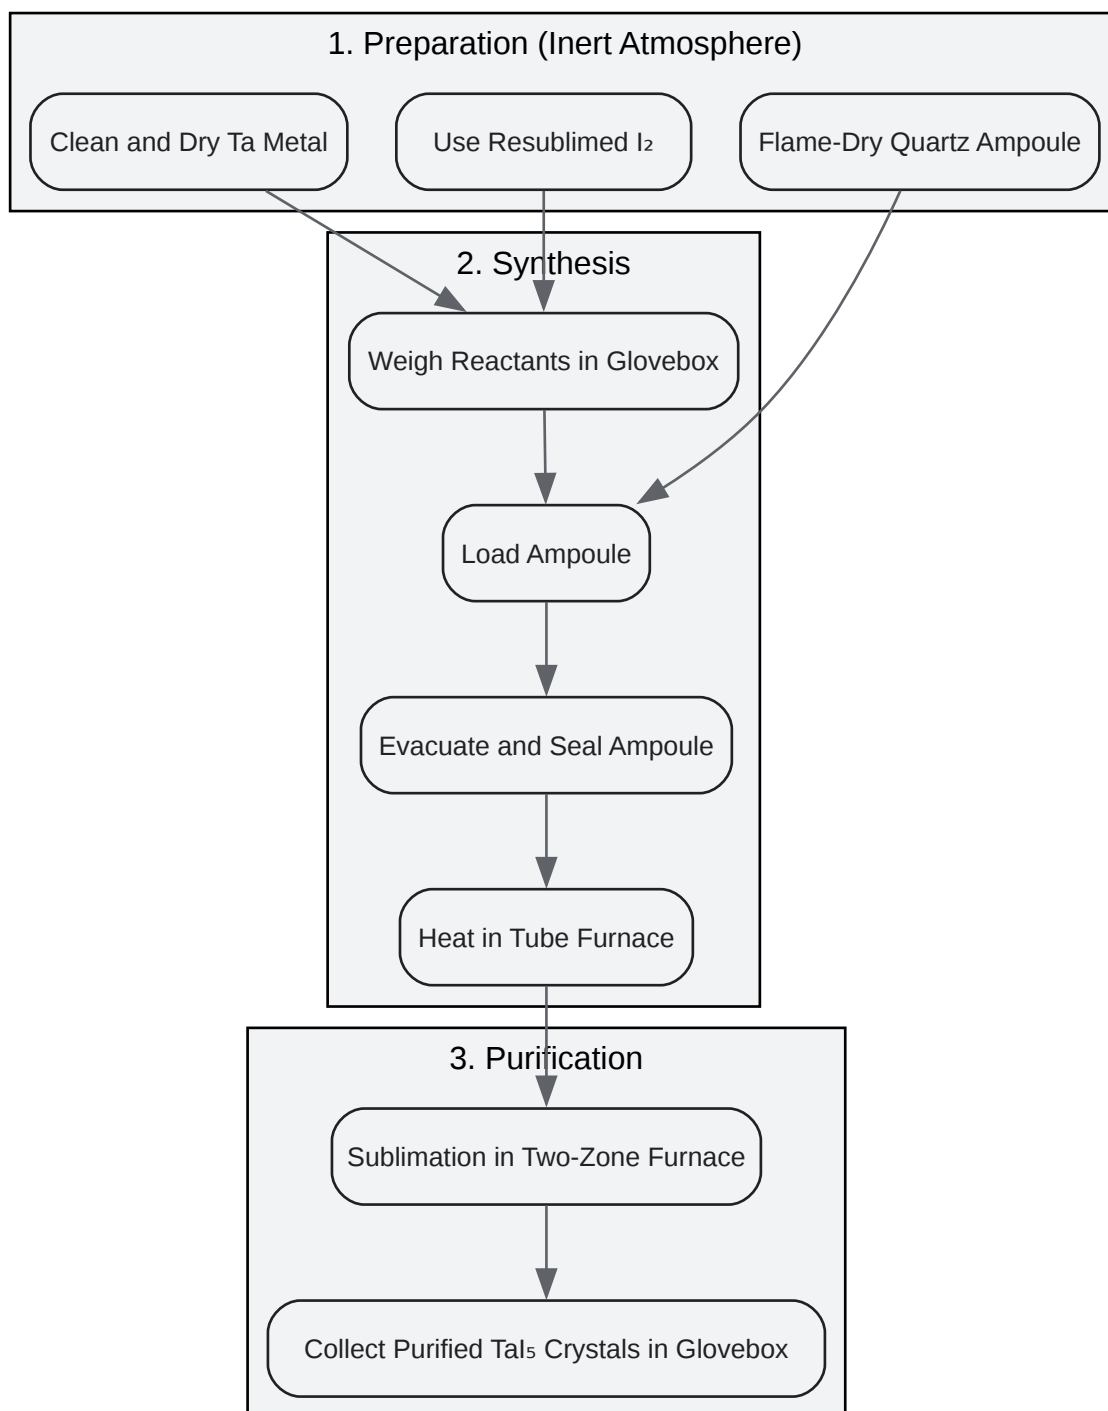 1. Preparation (Inert Atmosphere)
Clean and Dry Ta Metal
Use Resublimed I₂
Flame-Dry Quartz Ampoule
2. Synthesis
Weigh Reactants in Glovebox
Load Ampoule
Evacuate and Seal Ampoule
Heat in Tube Furnace
3. Purification
Sublimation in Two-Zone Furnace
Collect Purified TaI₅ Crystals in Glovebox